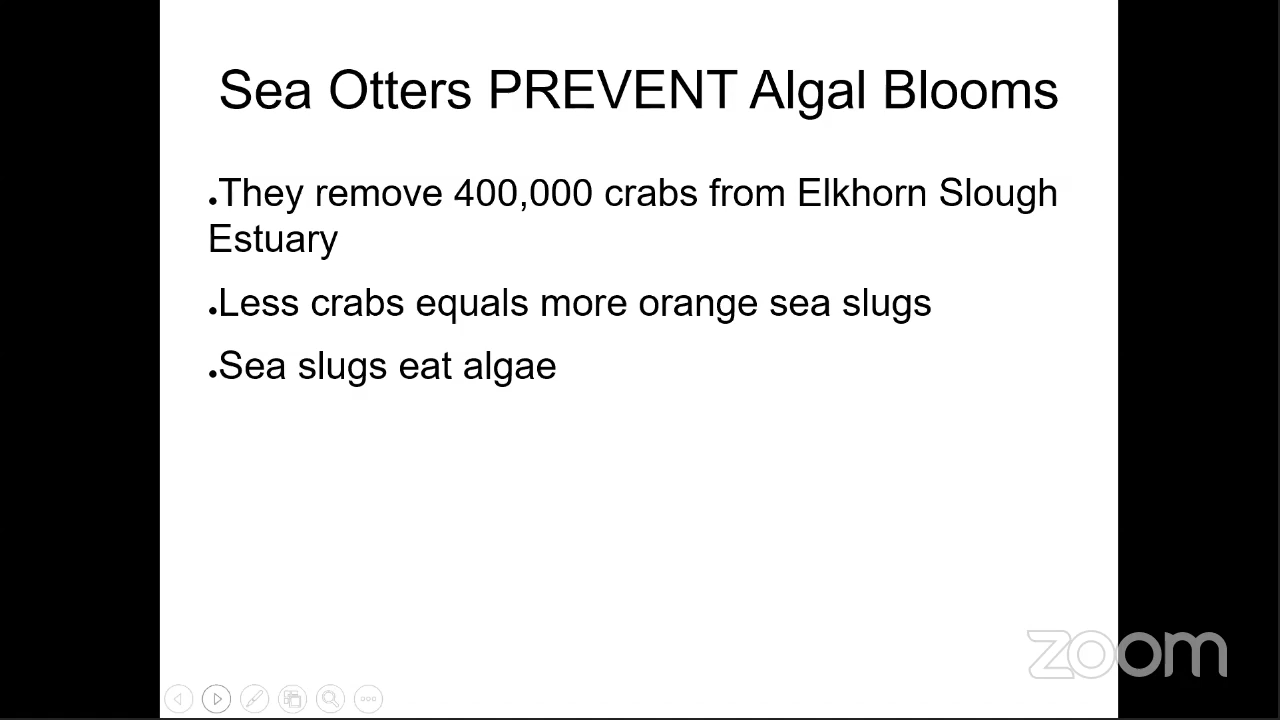 Sea Otters PREVENT Algal Blooms
●They remove 400,000 crabs from Elkhorn Slough
Estuary
●Less crabs equals more orange sea slugs
●Sea slugs eat algae
zoom